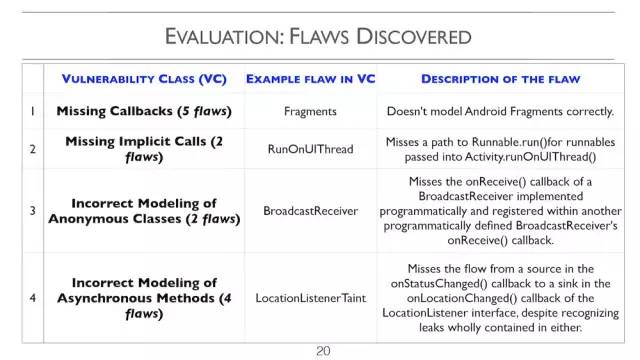 EVALUATION: FLAWS DISCOVERED
VULNERABILITY CLASS (VC) EXAMPLE FLAW IN VC DESCRIPTION OF THE FLAW
1 Missing Callbacks (5 flaws) Fragments Doesn't model Android Fragments correctly.
2 Missing Implicit Calls (2
flaws) RunOnUIThread Misses a path to Runnable.run()for runnables
passed into Activity.runOnUIThread()
3 Incorrect Modeling of
Anonymous Classes (2 flaws) BroadcastReceiver Misses the onReceive() callback of a
BroadcastReceiver implemented
programmatically and registered within another
programmatically defined BroadcastReceiver's
onReceive() callback.
4 Incorrect Modeling of
Asynchronous Methods (4
flaws) LocationListenerTaint Misses the flow from a source in the
onStatusChanged() callback to a sink in the
onLocationChanged() callback of the
LocationListener interface, despite recognizing
leaks wholly contained in either.
20